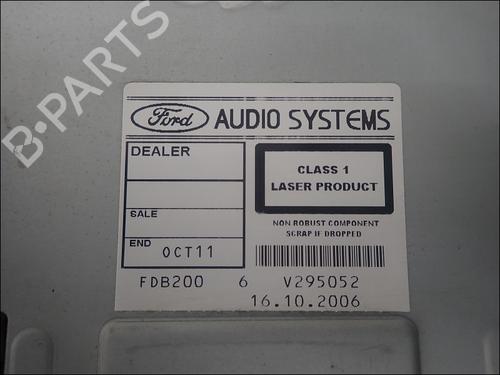 B-PARTS
Ford
AUDIO SYSTEMS
DEALER
SALE
END OCT11
CLASS 1
LASER PRODUCT
NON ROBUST COMPONENT
SCRAP IF DROPPED
FDB200 6 V295052
16.10.2006